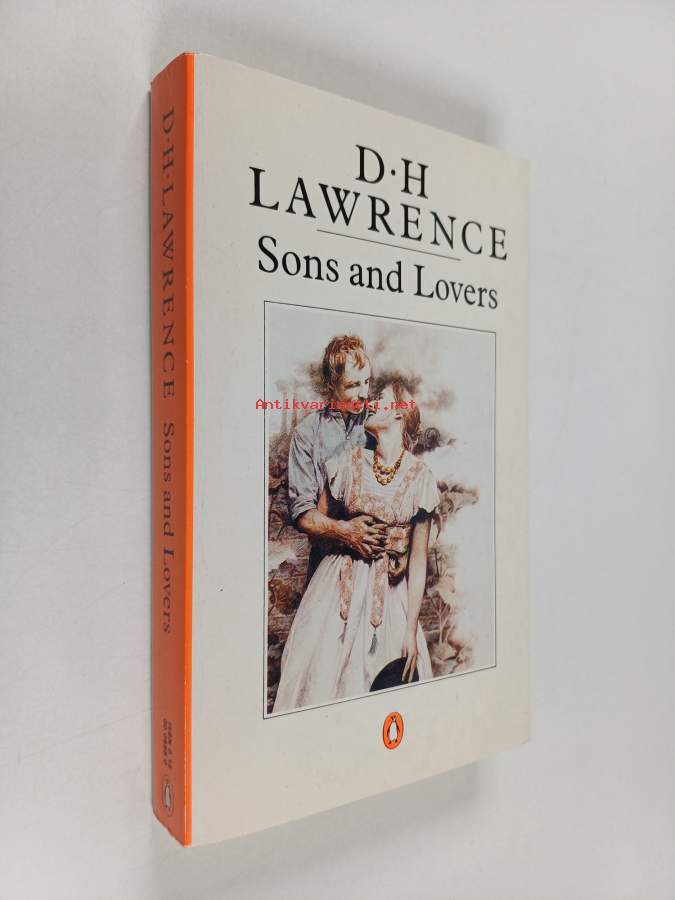 D·H
LAWRENCE
Sons and Lovers
Antikvariaatti.net
D·H·LAWRENCE Sons and Lovers